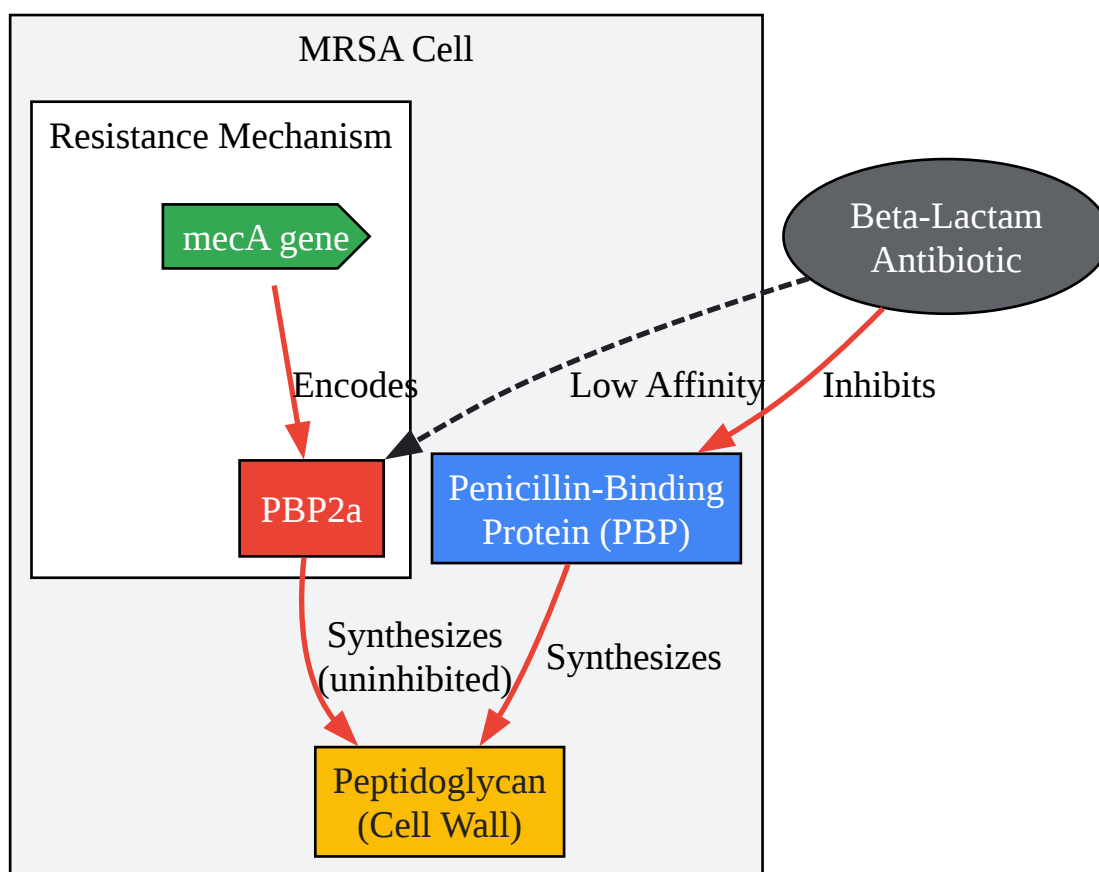 MRSA Cell
Resistance Mechanism
mecA gene
Beta-Lactam
Antibiotic
Encodes
Low Affinity
Inhibits
PBP2a
Penicillin-Binding
Protein (PBP)
Synthesizes
(uninhibited)
Synthesizes
Peptidoglycan
(Cell Wall)